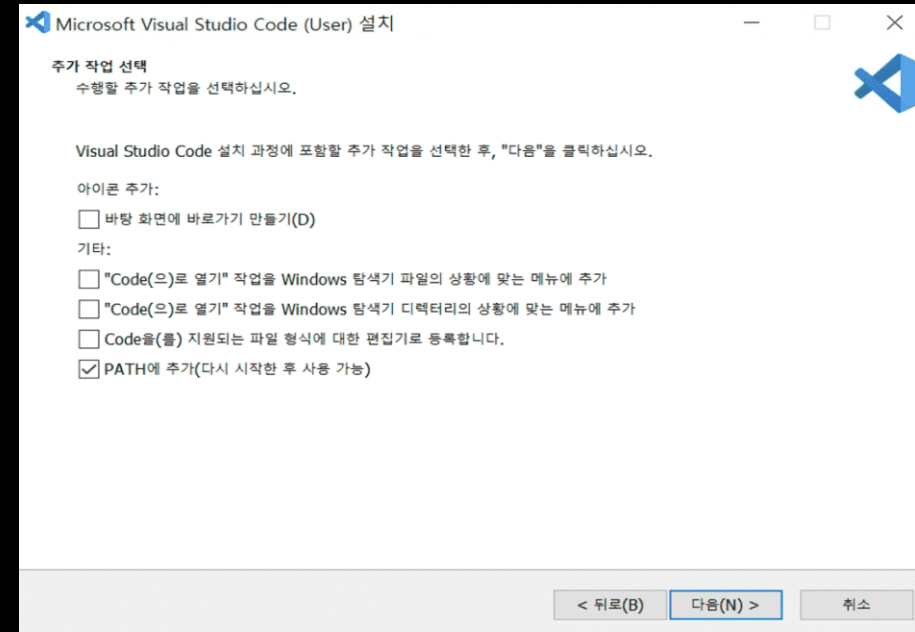 Microsoft Visual Studio Code (User) 설치
추가 작업 선택
수행할 추가 작업을 선택하십시오.
Visual Studio Code 설치 과정에 포함할 추가 작업을 선택한 후, "다음"을 클릭하십시오.
아이콘 추가:
바탕 화면에 바로가기 만들기(D)
기타:
"Code(으)로 열기" 작업을 Windows 탐색기 파일의 상황에 맞는 메뉴에 추가
"Code(으)로 열기" 작업을 Windows 탐색기 디렉터리의 상황에 맞는 메뉴에 추가
Code을(를) 지원되는 파일 형식에 대한 편집기로 등록합니다.
PATH에 추가(다시 시작한 후 사용 가능)
< 뒤로(B) 다음(N) > 취소